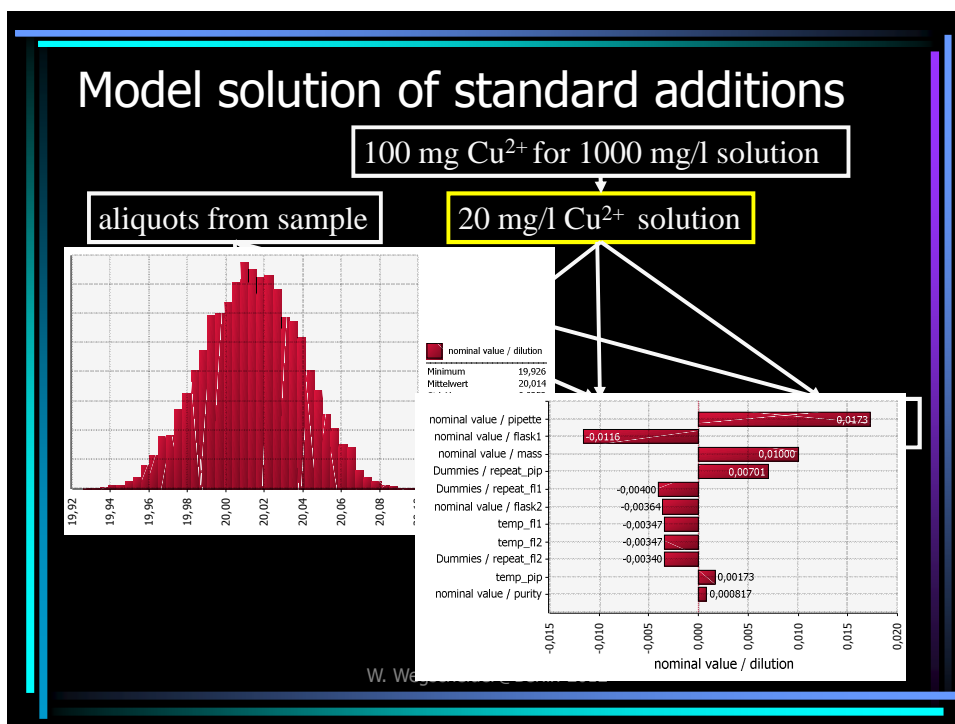 Model solution of standard additions
100 mg Cu²⁺ for 1000 mg/l solution
aliquots from sample
20 mg/l Cu²⁺ solution
19,92
19,94
19,96
19,98
20,00
20,02
20,04
20,06
20,08
nominal value / dilution
Minimum 19,926
Mittelwert 20,014
nominal value / pipette 0,0173
nominal value / flask1 -0,0116
nominal value / mass 0,01000
Dummies / repeat_pip 0,00701
Dummies / repeat_fl1 -0,00400
nominal value / flask2 -0,00364
temp_fl1 -0,00347
temp_fl2 -0,00347
Dummies / repeat_fl2 -0,00340
temp_pip 0,00173
nominal value / purity 0,000817
-0,015
-0,010
-0,005
0,000
0,005
0,010
0,015
0,020
nominal value / dilution
W.